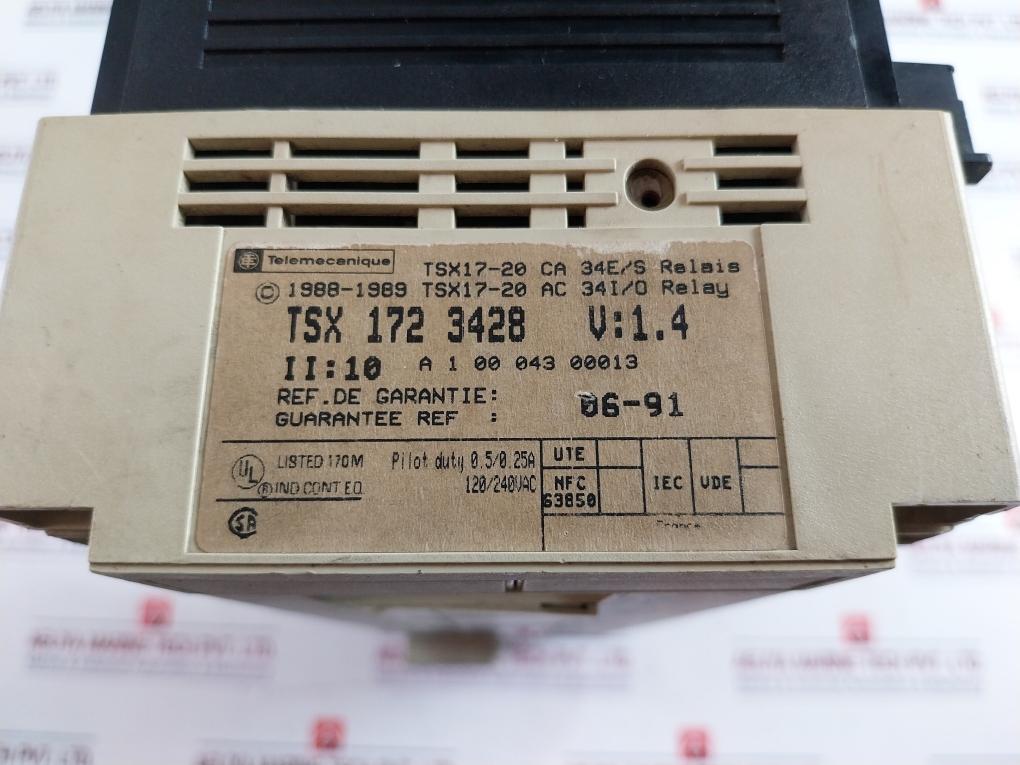 Telemecanique TSX17-20 CA 34E/S Relais
© 1988-1989 TSX17-20 AC 34I/O Relay
TSX 172 3428 V:1.4
II:10 A 1 00 043 00013
REF.DE GARANTIE:
GUARANTEE REF : 06-91
UL LISTED 170M
® IND CONT EQ
Pilot duty 0.5/0.25A
120/240VAC
UTE
NFC
63850
IEC
VDE
SA
France